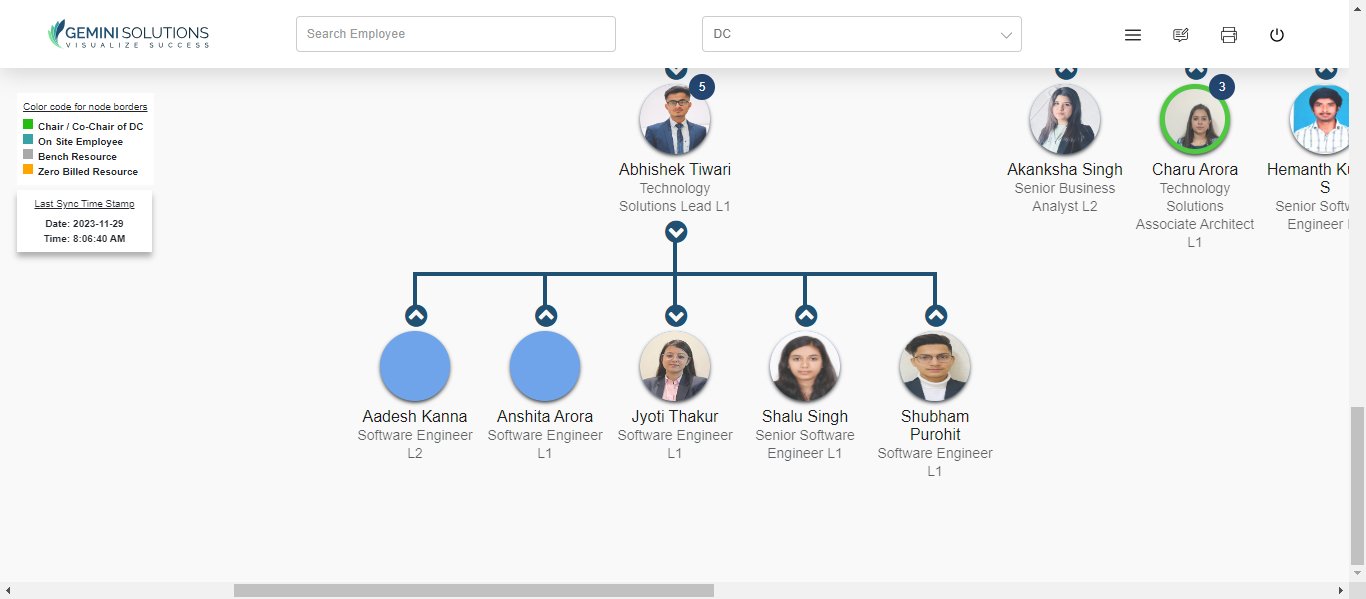 GEMINI SOLUTIONS
VISUALIZE SUCCESS
Search Employee
DC
Color code for node borders
Chair / Co-Chair of DC
On Site Employee
Bench Resource
Zero Billed Resource
Last Sync Time Stamp
Date: 2023-11-29
Time: 8:06:40 AM
5
Abhishek Tiwari
Technology
Solutions Lead L1
Akanksha Singh
Senior Business
Analyst L2
3
Charu Arora
Technology
Solutions
Associate Architect
L1
Hemanth
S
Senior
Engineer
Aadesh Kanna
Software Engineer
L2
Anshita Arora
Software Engineer
L1
Jyoti Thakur
Software Engineer
L1
Shalu Singh
Senior Software
Engineer L1
Shubham
Purohit
Software Engineer
L1